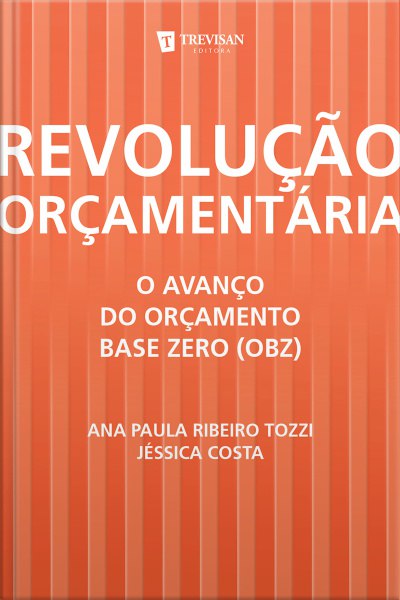 T TREVISAN
EDITORA
REVOLUÇÃO
ORÇAMENTÁRIA
O AVANÇO
DO ORÇAMENTO
BASE ZERO (OBZ)
ANA PAULA RIBEIRO TOZZI
JÉSSICA COSTA